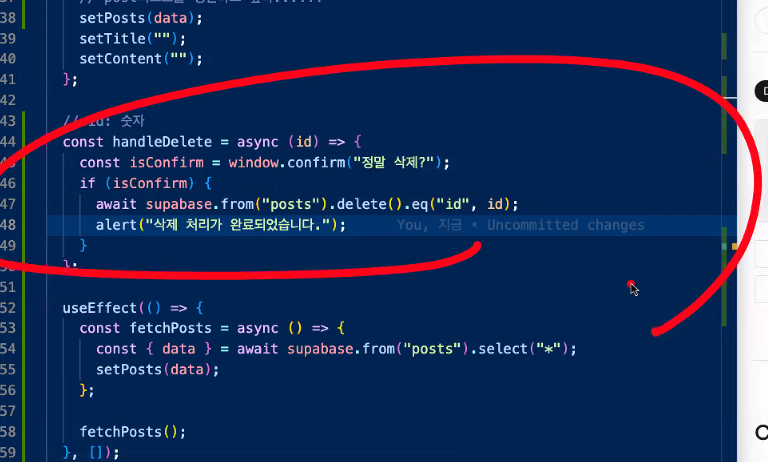 38 setPosts(data);
39 setTitle("");
40 setContent("");
41 };
42
43 // id: 숫자
44 const handleDelete = async (id) => {
45 const isConfirm = window.confirm("정말 삭제?");
46 if (isConfirm) {
47 await supabase.from("posts").delete().eq("id", id);
48 alert("삭제 처리가 완료되었습니다."); You, 지금 • Uncommitted changes
49 }
50 };
51
52 useEffect(() => {
53 const fetchPosts = async () => {
54 const { data } = await supabase.from("posts").select("*");
55 setPosts(data);
56 };
57
58 fetchPosts();
59 }, []);